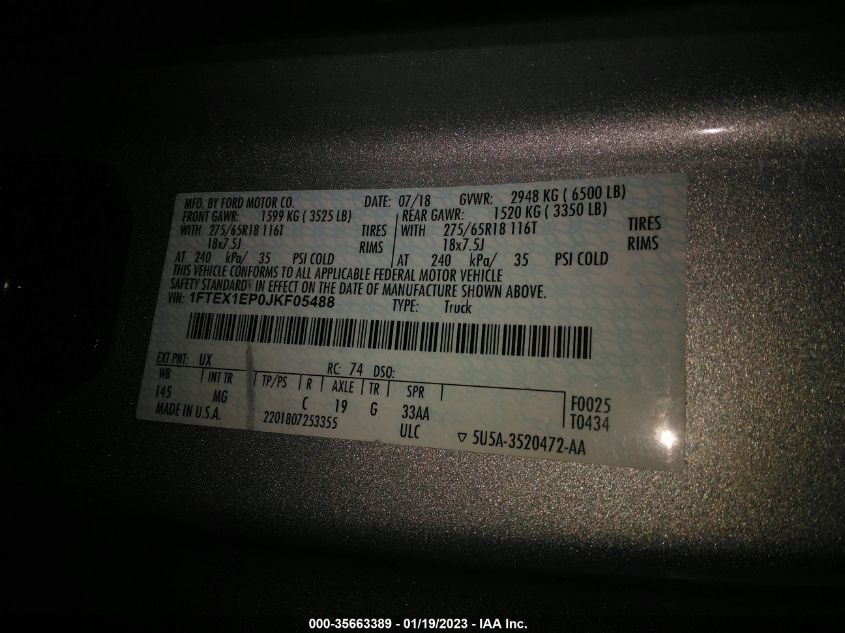 MFD. BY FORD MOTOR CO. DATE: 07/18 GVWR: 2948 KG ( 6500 LB)
FRONT GAWR: 1599 KG ( 3525 LB) REAR GAWR: 1520 KG ( 3350 LB)
WITH 275/65R18 116T TIRES WITH 275/65R18 116T TIRES
18x7.5J RIMS 18x7.5J RIMS
AT 240 kPa/ 35 PSI COLD AT 240 kPa/ 35 PSI COLD
THIS VEHICLE CONFORMS TO ALL APPLICABLE FEDERAL MOTOR VEHICLE
SAFETY STANDARDS IN EFFECT ON THE DATE OF MANUFACTURE SHOWN ABOVE.
VIN: 1FTEX1EP0JKF05488 TYPE: Truck
EXT PNT: UX RC: 74 DSO:
WB INT TR TP/PS R AXLE TR SPR
145 MG C 19 G 33AA F0025
MADE IN U.S.A. 2201807253355 ULC T0434
5U5A-3520472-AA
000-35663389 - 01/19/2023 - IAA Inc.